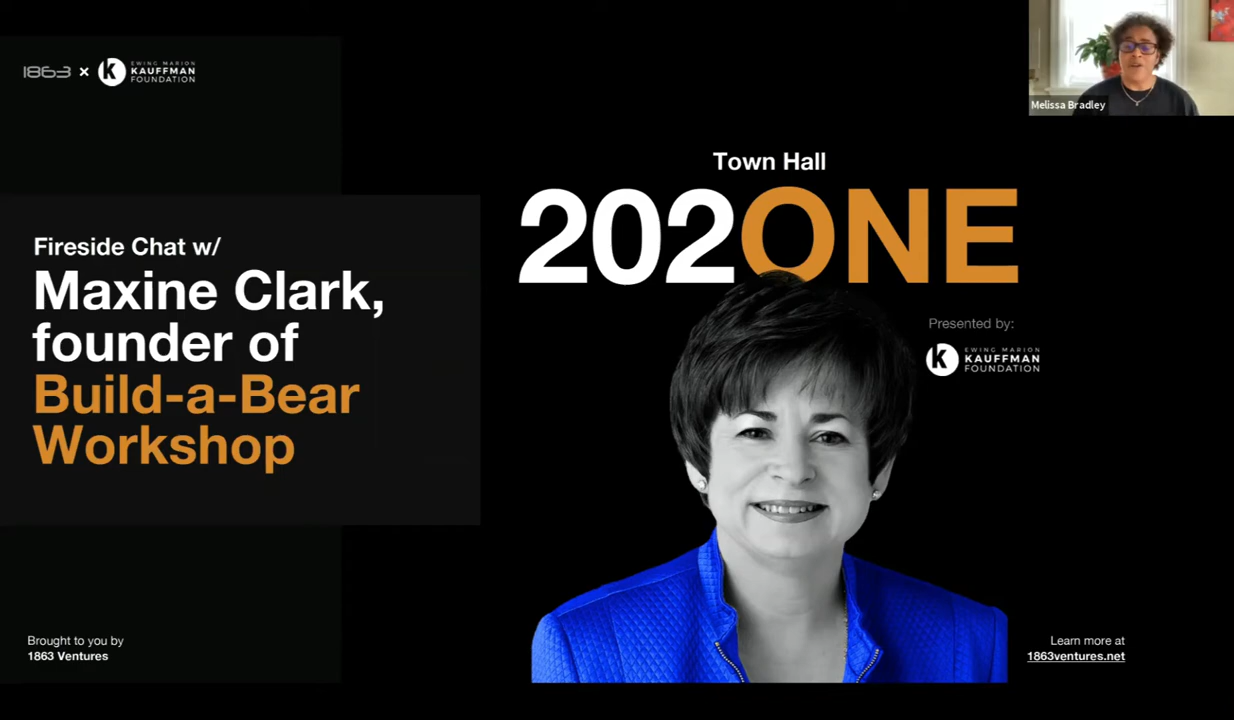 1863 × K EWING MARION
KAUFFMAN
FOUNDATION
Melissa Bradley
Town Hall
202ONE
Fireside Chat w/
Maxine Clark,
founder of
Build-a-Bear
Workshop
Presented by:
K EWING MARION
KAUFFMAN
FOUNDATION
Brought to you by
1863 Ventures
Learn more at
1863ventures.net